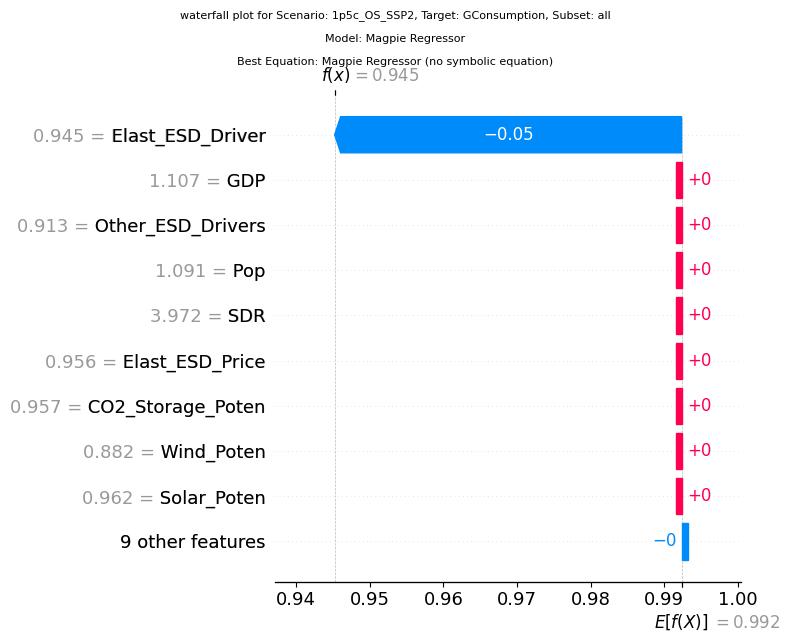 waterfall plot for Scenario: 1p5c_OS_SSP2, Target: GConsumption, Subset: all
Model: Magpie Regressor
Best Equation: Magpie Regressor (no symbolic equation)
f(x) = 0.945
0.945 = Elast_ESD_Driver −0.05
1.107 = GDP +0
0.913 = Other_ESD_Drivers +0
1.091 = Pop +0
3.972 = SDR +0
0.956 = Elast_ESD_Price +0
0.957 = CO2_Storage_Poten +0
0.882 = Wind_Poten +0
0.962 = Solar_Poten +0
9 other features −0
0.94 0.95 0.96 0.97 0.98 0.99 1.00
E[f(X)] = 0.992